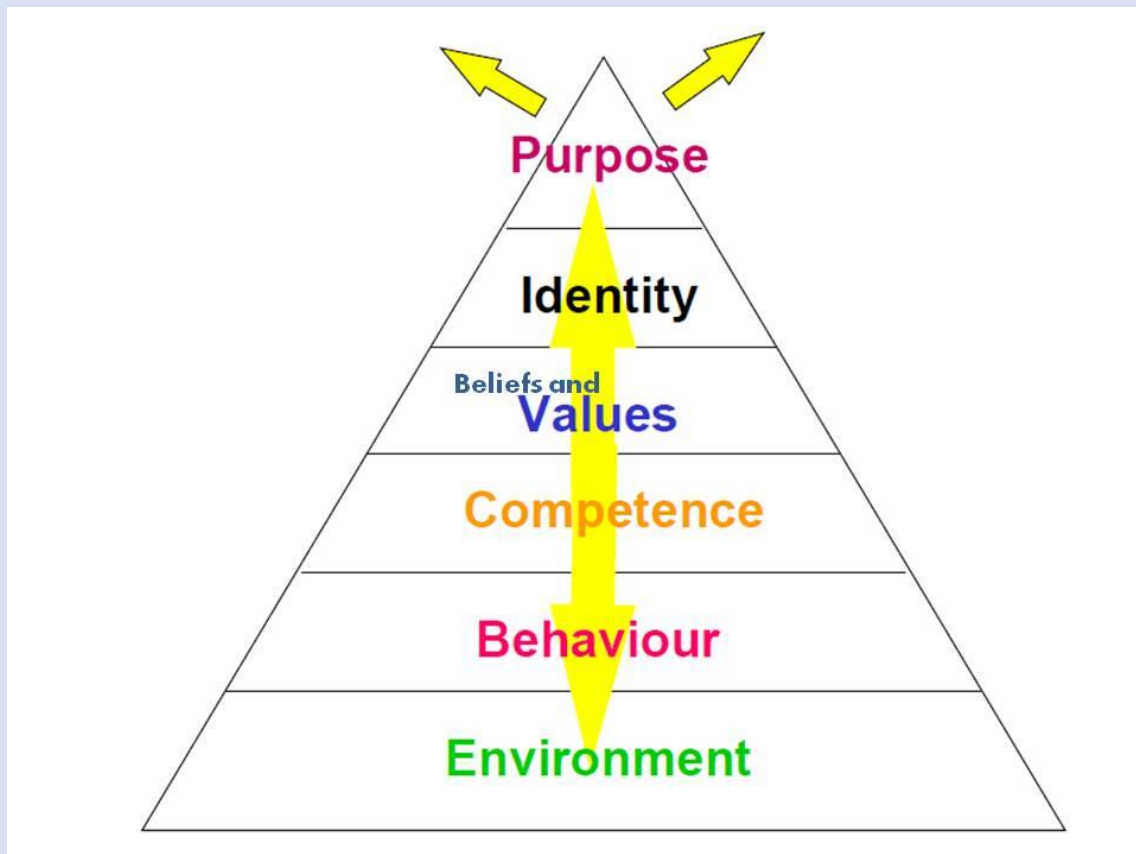 Purpose
Identity
Beliefs and
Values
Competence
Behaviour
Environment